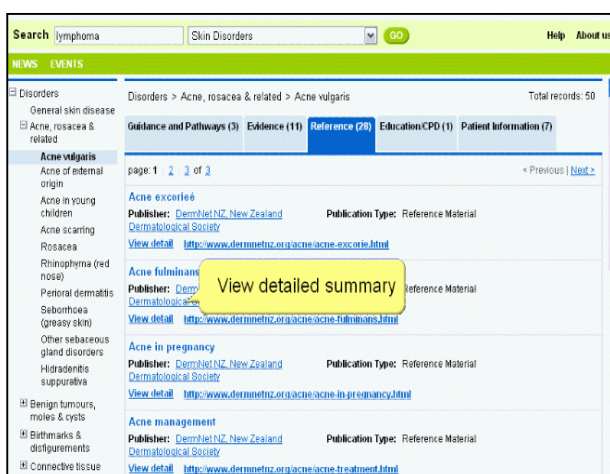 Search lymphoma Skin Disorders GO Help About us
NEWS EVENTS
Disorders
General skin disease
Acne, rosacea &
related
Acne vulgaris
Acne of external
origin
Acne in young
children
Acne scarring
Rosacea
Rhinophyma (red
nose)
Perioral dermatitis
Seborrhoea
(greasy skin)
Other sebaceous
gland disorders
Hidradenitis
suppurativa
Benign tumours,
moles & cysts
Birthmarks &
disfigurements
Connective tissue
Disorders > Acne, rosacea & related > Acne vulgaris Total records: 50
Guidance and Pathways (3) Evidence (11) Reference (28) Education/CPD (1) Patient Information (7)
page: 1 | 2 | 3 of 3 < Previous | Next >
Acne excorieé
Publisher: DermNet NZ, New Zealand Publication Type: Reference Material
Dermatological Society
View detail http://www.dermnetnz.org/acne/acne-excorie.html
Acne fulminans
Publisher: Derm Reference Material
Dermatological
View detailed summary
View detail http://www.dermnetnz.org/acne/acne-fulminans.html
Acne in pregnancy
Publisher: DermNet NZ, New Zealand Publication Type: Reference Material
Dermatological Society
View detail http://www.dermnetnz.org/acne/acne-in-pregnancy.html
Acne management
Publisher: DermNet NZ, New Zealand Publication Type: Reference Material
Dermatological Society
View detail http://www.dermnetnz.org/acne/acne-treatment.html